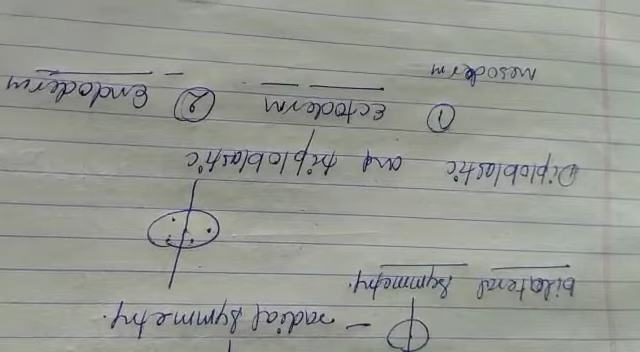 - radial symmetry.
bilateral symmetry.
Diploblastic and triploblastic
① Ectoderm ② Endoderm
mesoderm